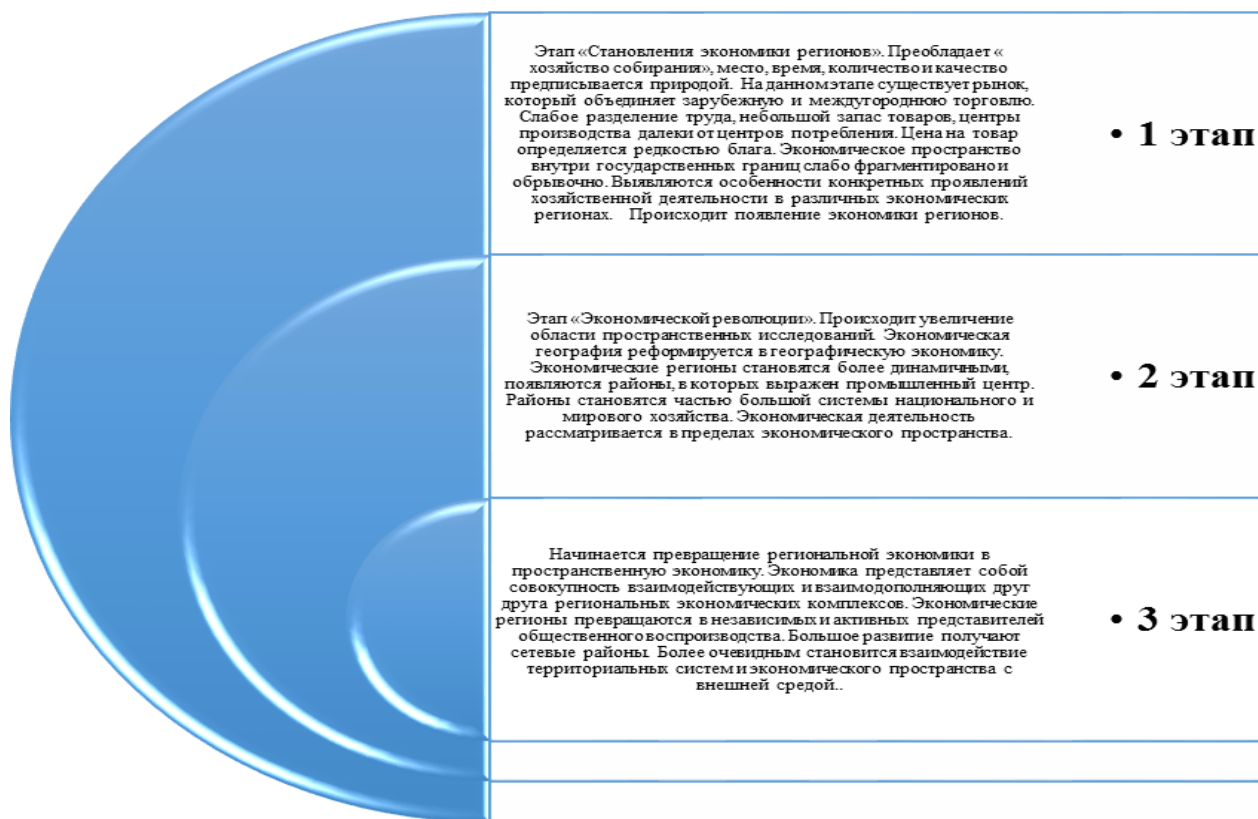 Этап «Становления экономики регионов». Преобладает «
хозяйство собирания», место, время, количество и качество
предписывается природой. На данном этапе существует рынок,
который объединяет зарубежную и междугороднюю торговлю.
Слабое разделение труда, небольшой запас товаров, центры
производства далеки от центров потребления. Цена на товар
определяется редкостью блага. Экономическое пространство
внутри государственных границ слабо фрагментировано и
обрывочно. Выявляются особенности конкретных проявлений
хозяйственной деятельности в различных экономических
регионах. Происходит появление экономики регионов.
• 1 этап
Этап «Экономической революции». Происходит увеличение
области пространственных исследований. Экономическая
география реформируется в географическую экономику.
Экономические регионы становятся более динамичными,
появляются районы, в которых выражен промышленный центр.
Районы становятся частью большой системы национального и
мирового хозяйства. Экономическая деятельность
рассматривается в пределах экономического пространства.
• 2 этап
Начинается превращение региональной экономики в
пространственную экономику. Экономика представляет собой
совокупность взаимодействующих и взаимодополняющих друг
друга региональных экономических комплексов. Экономические
регионы превращаются в независимых и активных представителей
общественного воспроизводства. Большое развитие получают
сетевые районы. Более очевидным становится взаимодействие
территориальных систем и экономического пространства с
внешней средой..
• 3 этап